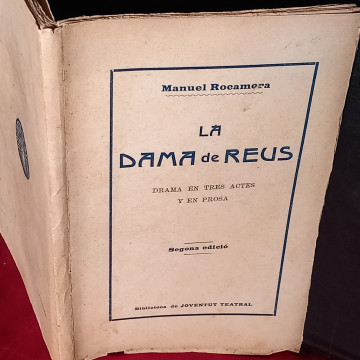 Manuel Rocamora
LA
DAMA de REUS
DRAMA EN TRES ACTES
Y EN PROSA
Segona edició
Biblioteca de JOVENTUT TEATRAL